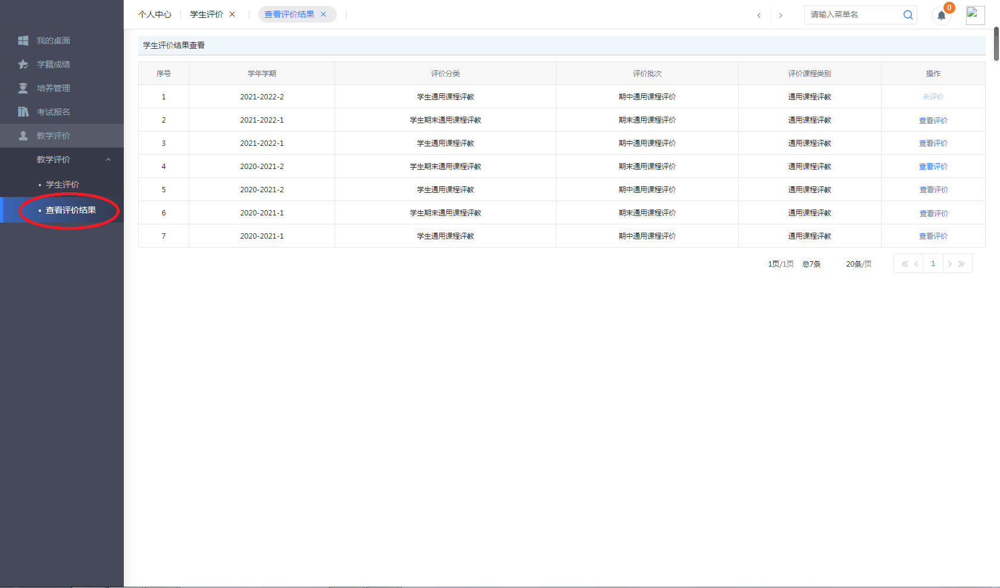 个人中心 学生评价 查看评价结果 请输入菜单名 0
我的桌面
学籍成绩
培养管理
考试报名
教学评价
教学评价
学生评价
查看评价结果
学生评价结果查看
序号 学年学期 评价分类 评价批次 评价课程类别 操作
1 2021-2022-2 学生通用课程评教 期中通用课程评价 通用课程评教 未评价
2 2021-2022-1 学生期末通用课程评教 期末通用课程评价 通用课程评教 查看评价
3 2021-2022-1 学生通用课程评教 期中通用课程评价 通用课程评教 查看评价
4 2020-2021-2 学生期末通用课程评教 期末通用课程评价 通用课程评教 查看评价
5 2020-2021-2 学生通用课程评教 期中通用课程评价 通用课程评教 查看评价
6 2020-2021-1 学生期末通用课程评教 期末通用课程评价 通用课程评教 查看评价
7 2020-2021-1 学生通用课程评教 期中通用课程评价 通用课程评教 查看评价
1页/1页 总7条 20条/页 1